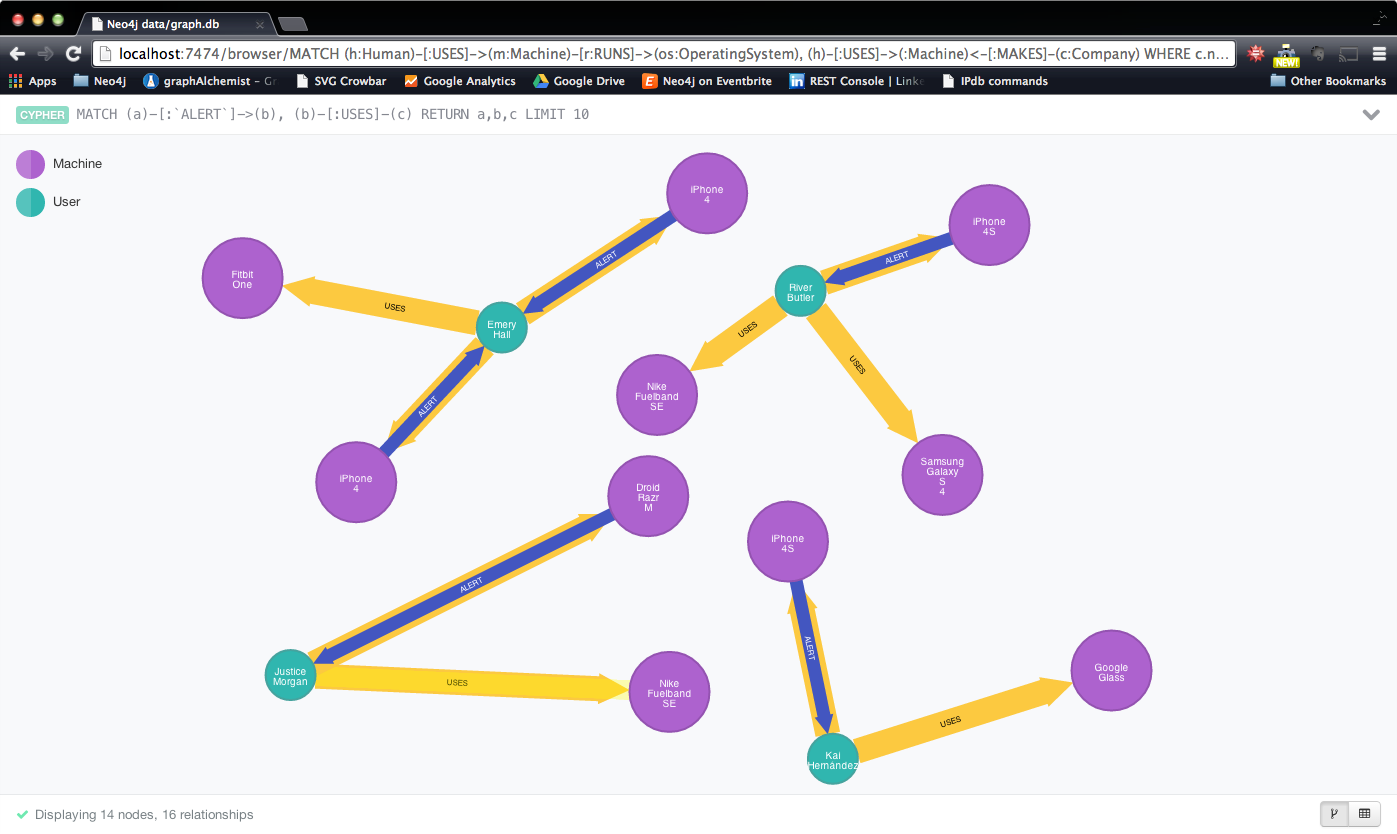 Neo4j data/graph.db
localhost:7474/browser/MATCH (h:Human)-[:USES]->(m:Machine)-[r:RUNS]->(os:OperatingSystem), (h)-[:USES]->(:Machine)<-[:MAKES]-(c:Company) WHERE c.n...
NEW!
Apps
Neo4j
graphAlchemist - Gr
SVG Crowbar
Google Analytics
Google Drive
E
Neo4j on Eventbrite
in
REST Console | Linke
IPdb commands
Other Bookmarks
CYPHER
MATCH (a)-[:`ALERT`]->(b), (b)-[:USES]-(c) RETURN a,b,c LIMIT 10
Machine
User
iPhone
4
iPhone
4S
Fitbit
One
ALERT
ALERT
USES
River
Butler
Emery
Hall
USES
USES
Nike
Fuelband
SE
ALERT
iPhone
4
Samsung
Galaxy
S
4
Droid
Razr
M
iPhone
4S
ALERT
ALERT
Justice
Morgan
USES
Nike
Fuelband
SE
Google
Glass
USES
Kai
Hernández
Displaying 14 nodes, 16 relationships